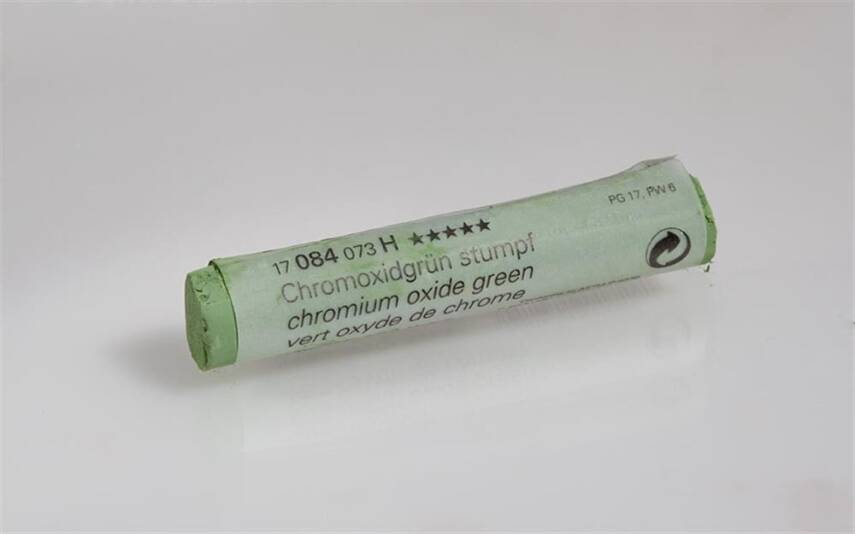 17 084 073 H ★★★★★
Chromoxidgrün stumpf
chromium oxide green
vert oxyde de chrome
PG 17, PW 6